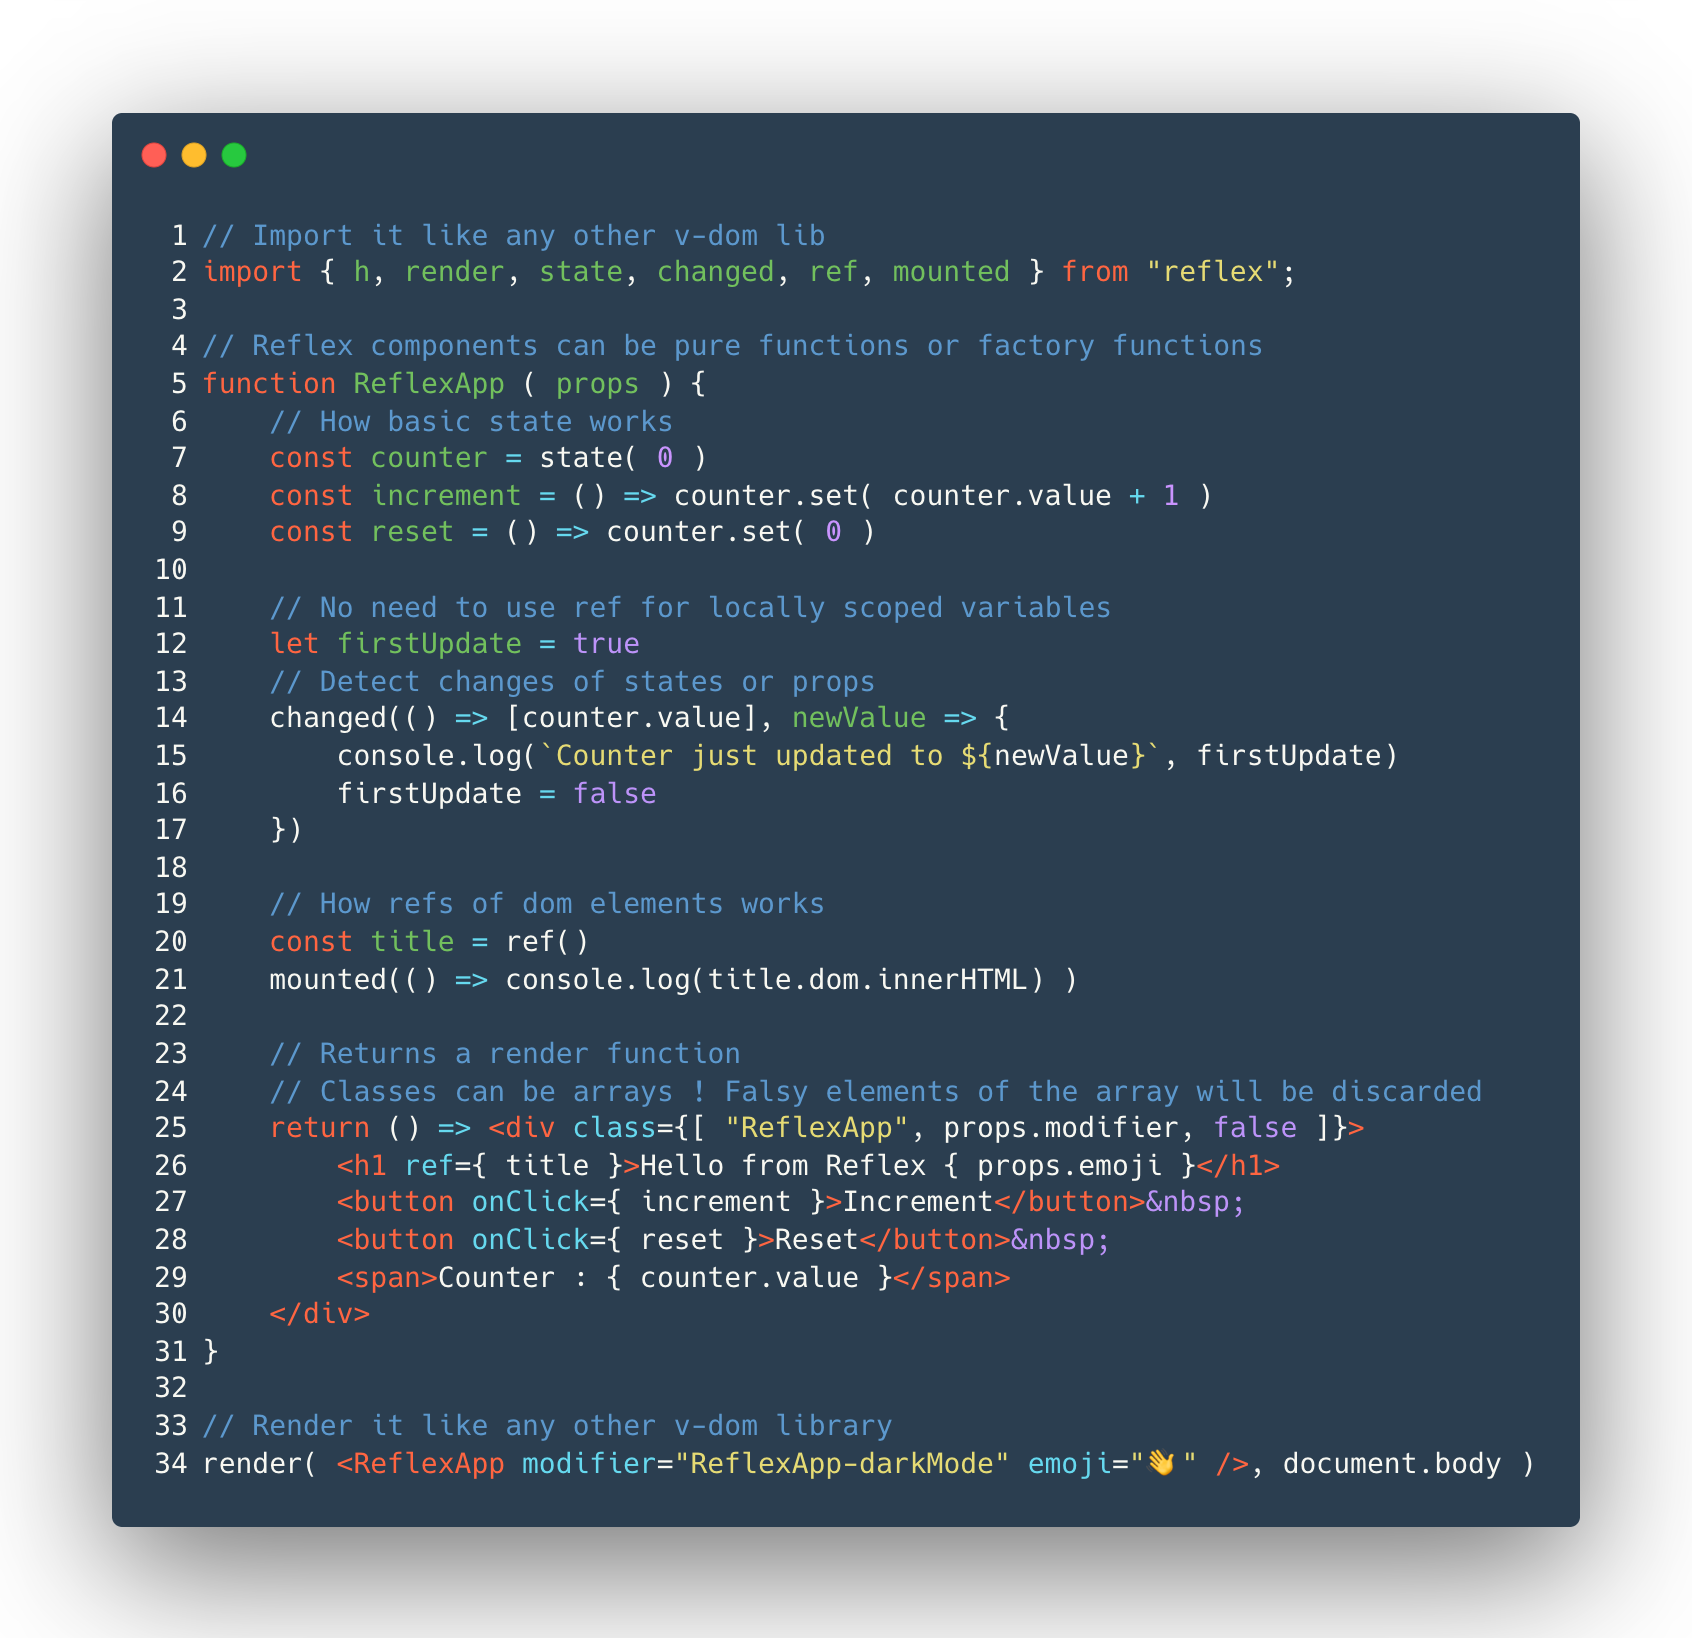 1 // Import it like any other v-dom lib
2 import { h, render, state, changed, ref, mounted } from "reflex";
3
4 // Reflex components can be pure functions or factory functions
5 function ReflexApp ( props ) {
6     // How basic state works
7     const counter = state( 0 )
8     const increment = () => counter.set( counter.value + 1 )
9     const reset = () => counter.set( 0 )
10
11     // No need to use ref for locally scoped variables
12     let firstUpdate = true
13     // Detect changes of states or props
14     changed(() => [counter.value], newValue => {
15         console.log(`Counter just updated to ${newValue}`, firstUpdate)
16         firstUpdate = false
17     })
18
19     // How refs of dom elements works
20     const title = ref()
21     mounted(() => console.log(title.dom.innerHTML) )
22
23     // Returns a render function
24     // Classes can be arrays ! Falsy elements of the array will be discarded
25     return () => <div class={[ "ReflexApp", props.modifier, false ]}>
26         <h1 ref={ title }>Hello from Reflex { props.emoji }</h1>
27         <button onClick={ increment }>Increment</button>&nbsp;
28         <button onClick={ reset }>Reset</button>&nbsp;
29         <span>Counter : { counter.value }</span>
30     </div>
31 }
32
33 // Render it like any other v-dom library
34 render( <ReflexApp modifier="ReflexApp-darkMode" emoji="👋" />, document.body )